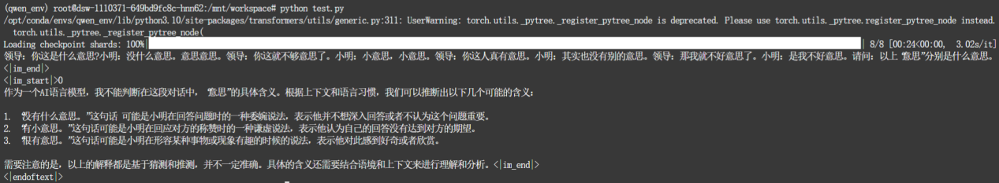 (qwen_env) root@dsw-1110371-649bd9fc8c-hnn62:/mnt/workspace# python test.py
/opt/conda/envs/qwen_env/lib/python3.10/site-packages/transformers/utils/generic.py:311: UserWarning: torch.utils._pytree._register_pytree_node is deprecated. Please use torch.utils._pytree.register_pytree_node instead.
torch.utils._pytree._register_pytree_node(
Loading checkpoint shards: 100%| | 8/8 [00:24<00:00, 3.02s/it]
领导：你这是什么意思?小明：没什么意思。意思意思。领导：你这就不够意思了。小明：小意思，小意思。领导：你这人真有意思。小明：其实也没有别的意思。领导：那我就不好意思了。小明：是我不好意思。请问：以上“意思”分别是什么意思。
<|im_end|>
<|im_start|>0
作为一个AI语言模型，我不能判断在这段对话中，“意思”的具体含义。根据上下文和语言习惯，我们可以推断出以下几个可能的含义：
1. “没有什么意思。”这句话 可能是小明在回答问题时的一种委婉说法，表示他并不想深入回答或者不认为这个问题重要。
2. “有小意思。”这句话可能是小明在回应对方的称赞时的一种谦虚说法，表示他认为自己的回答没有达到对方的期望。
3. “很有意思。”这句话可能是小明在形容某种事物或现象有趣的时候的说法，表示他对此感到好奇或者欣赏。
需要注意的是，以上的解释都是基于猜测和推测，并不一定准确。具体的含义还需要结合语境和上下文来进行理解和分析。<|im_end|>
<|endoftext|>